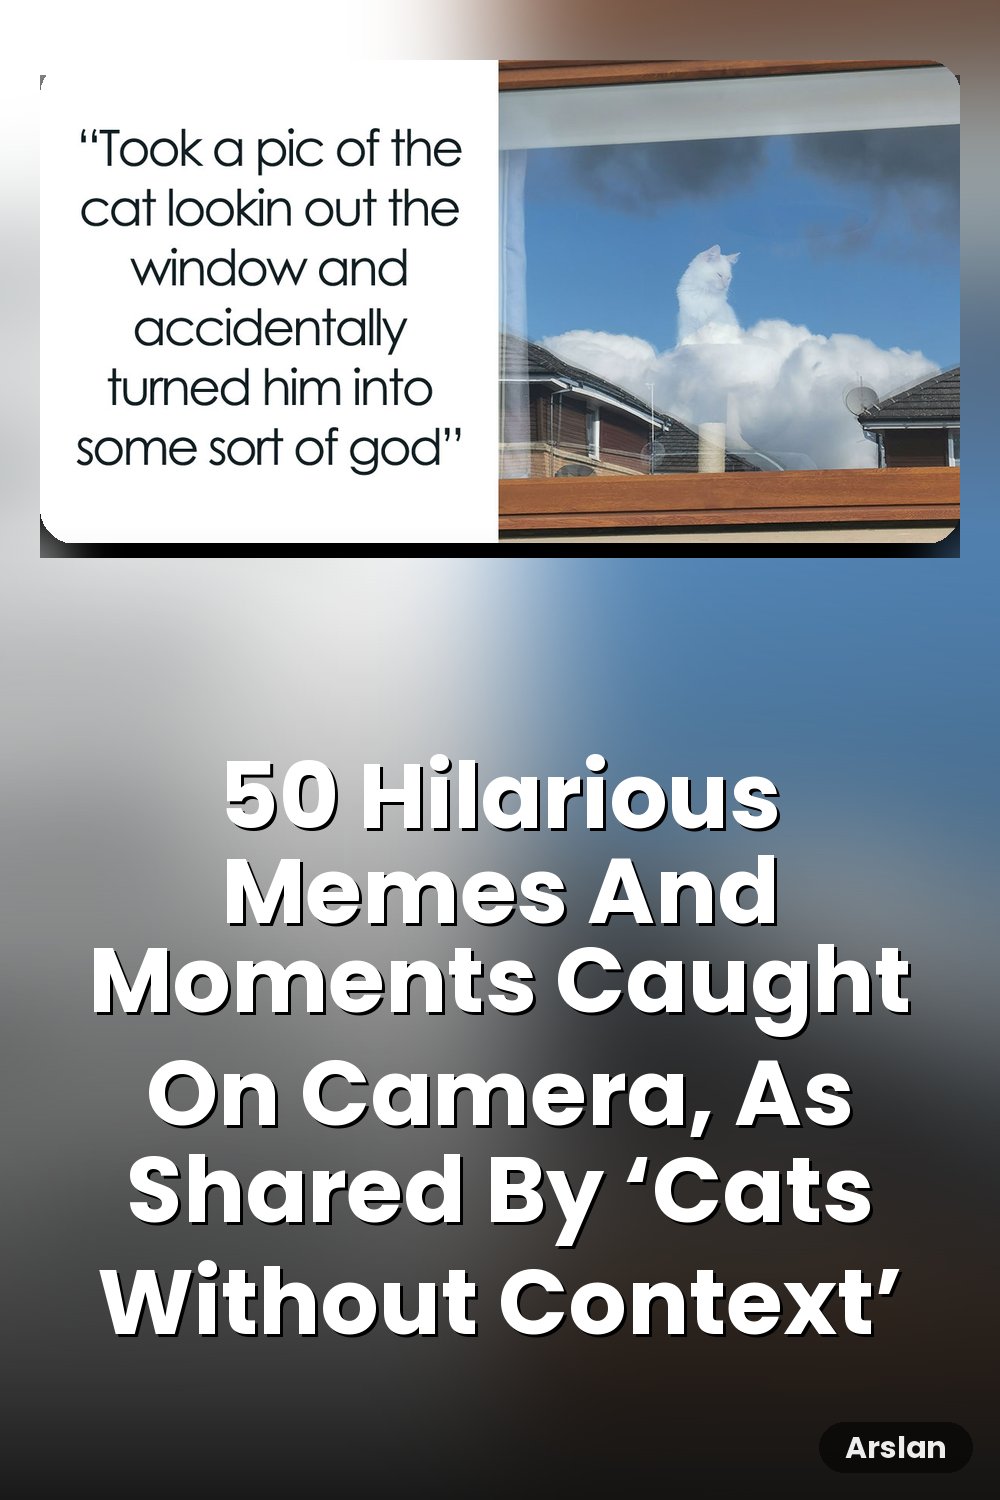 “Took a pic of the
cat lookin out the
window and
accidentally
turned him into
some sort of god”
50 Hilarious
Memes And
Moments Caught
On Camera, As
Shared By ‘Cats
Without Context’
Arslan